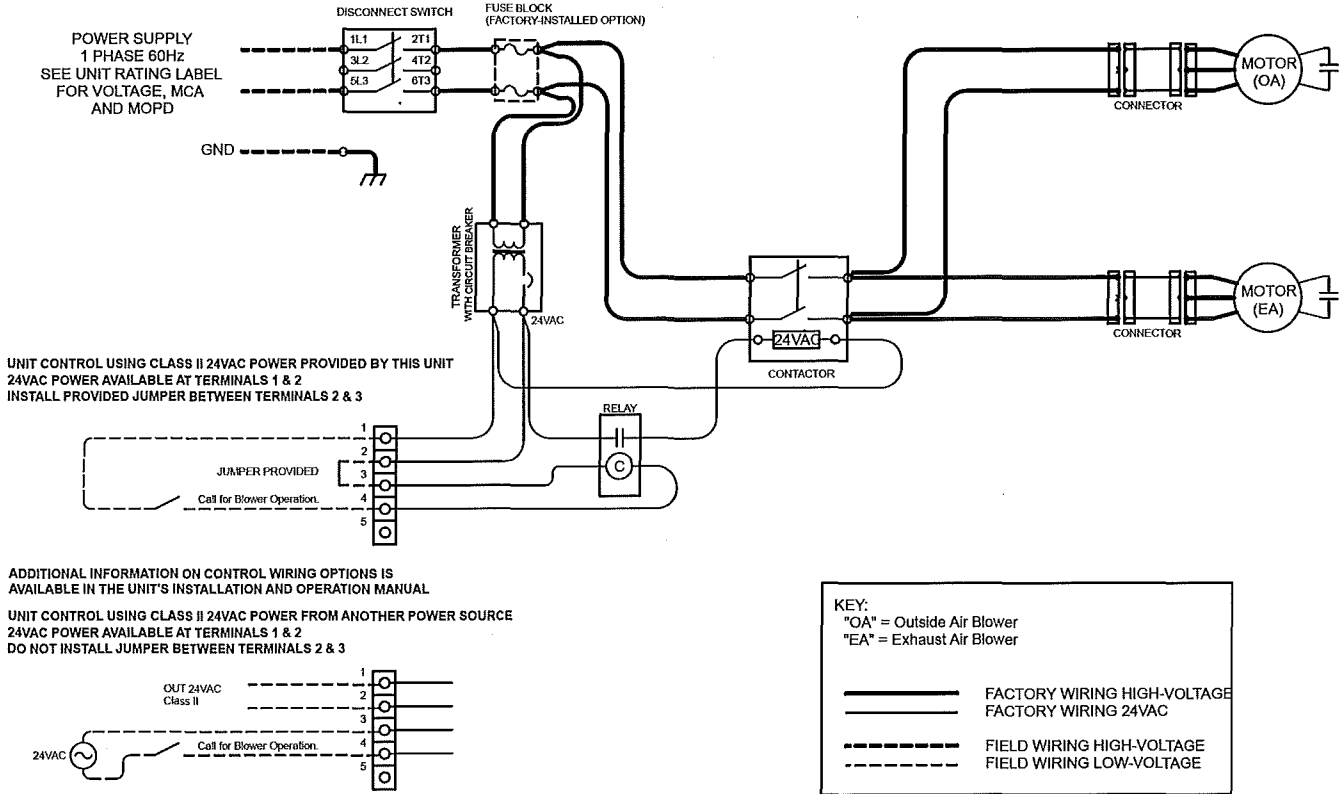 DISCONNECT SWITCH
FUSE BLOCK
(FACTORY-INSTALLED OPTION)
POWER SUPPLY
1 PHASE 60Hz
SEE UNIT RATING LABEL
FOR VOLTAGE, MCA
AND MOPD
1L1 2T1
3L2 4T2
5L3 6T3
GND
MOTOR
(OA)
CONNECTOR
TRANSFORMER
WITH CIRCUIT BREAKER
24VAC
MOTOR
(EA)
CONNECTOR
24VAC
CONTACTOR
UNIT CONTROL USING CLASS II 24VAC POWER PROVIDED BY THIS UNIT
24VAC POWER AVAILABLE AT TERMINALS 1 & 2
INSTALL PROVIDED JUMPER BETWEEN TERMINALS 2 & 3
RELAY
C
1
2
JUMPER PROVIDED
3
Call for Blower Operation.
4
5
ADDITIONAL INFORMATION ON CONTROL WIRING OPTIONS IS
AVAILABLE IN THE UNIT'S INSTALLATION AND OPERATION MANUAL
UNIT CONTROL USING CLASS II 24VAC POWER FROM ANOTHER POWER SOURCE
24VAC POWER AVAILABLE AT TERMINALS 1 & 2
DO NOT INSTALL JUMPER BETWEEN TERMINALS 2 & 3
1
OUT 24VAC
Class II
2
3
24VAC
Call for Blower Operation.
4
5
KEY:
"OA" = Outside Air Blower
"EA" = Exhaust Air Blower
FACTORY WIRING HIGH-VOLTAGE
FACTORY WIRING 24VAC
FIELD WIRING HIGH-VOLTAGE
FIELD WIRING LOW-VOLTAGE